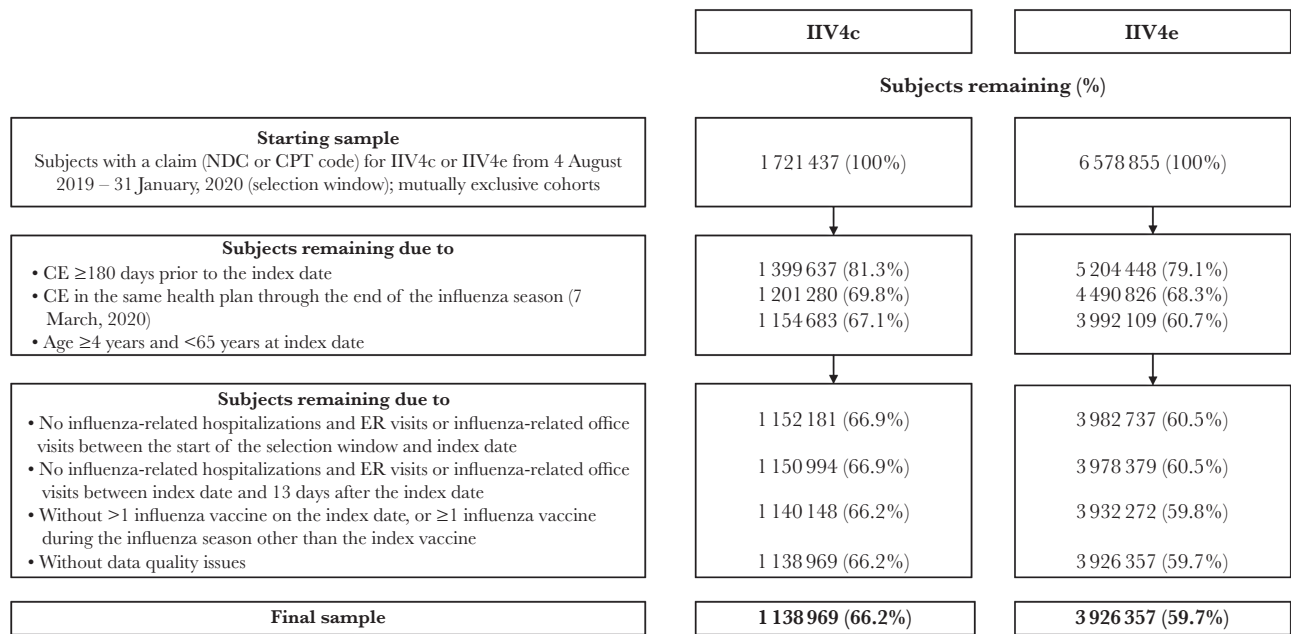 IIV4c
IIV4e
Subjects remaining (%)
Starting sample
Subjects with a claim (NDC or CPT code) for IIV4c or IIV4e from 4 August
2019 – 31 January, 2020 (selection window); mutually exclusive cohorts
1 721 437 (100%)
6 578 855 (100%)
Subjects remaining due to
• CE ≥180 days prior to the index date
• CE in the same health plan through the end of the influenza season (7
March, 2020)
• Age ≥4 years and <65 years at index date
1 399 637 (81.3%)
1 201 280 (69.8%)
1 154 683 (67.1%)
5 204 448 (79.1%)
4 490 826 (68.3%)
3 992 109 (60.7%)
Subjects remaining due to
• No influenza-related hospitalizations and ER visits or influenza-related office
visits between the start of the selection window and index date
• No influenza-related hospitalizations and ER visits or influenza-related office
visits between index date and 13 days after the index date
• Without >1 influenza vaccine on the index date, or ≥1 influenza vaccine
during the influenza season other than the index vaccine
• Without data quality issues
1 152 181 (66.9%)
1 150 994 (66.9%)
1 140 148 (66.2%)
1 138 969 (66.2%)
3 982 737 (60.5%)
3 978 379 (60.5%)
3 932 272 (59.8%)
3 926 357 (59.7%)
Final sample
1 138 969 (66.2%)
3 926 357 (59.7%)